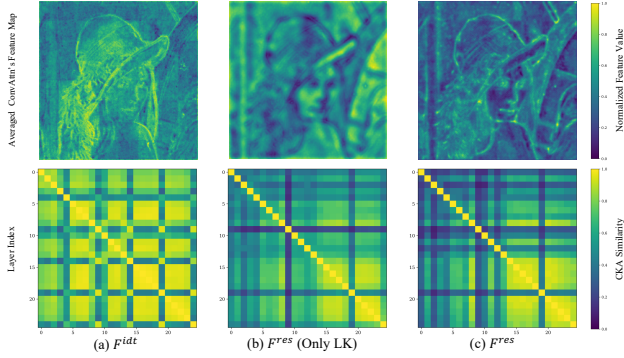 Averaged ConvAttn's Feature Map
1.0
0.8
0.6
0.4
0.2
0.0
Normalized Feature Value
Layer Index
0
5
10
15
20
0 5 10 15 20
0
5
10
15
20
0 5 10 15 20
0
5
10
15
20
0 5 10 15 20
1.0
0.8
0.6
0.4
0.2
0.0
CKA Similarity
(a) F^{idt}
(b) F^{res} (Only LK)
(c) F^{res}